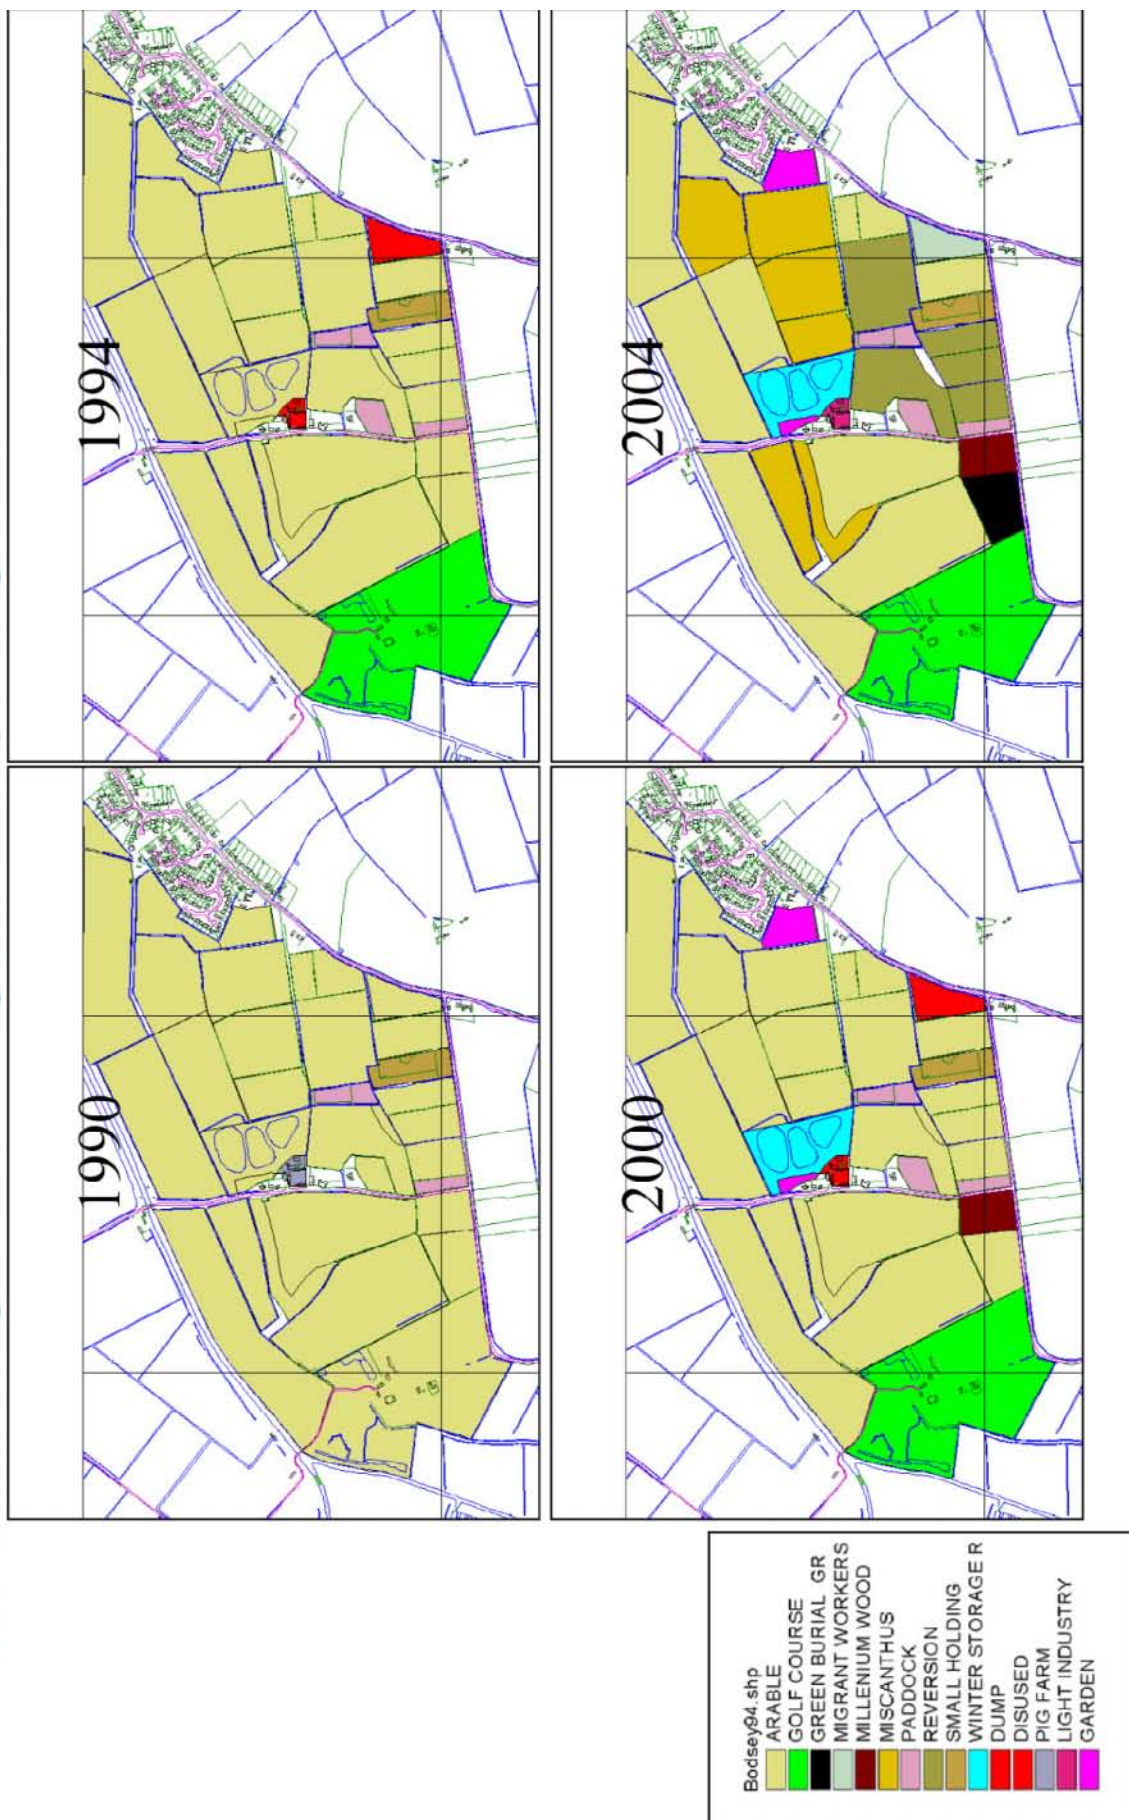 1990
1994
2000
2004
Bodsey94.shp
ARABLE
GOLF COURSE
GREEN BURIAL GR
MIGRANT WORKERS
MILLENIUM WOOD
MISCANTHUS
PADDOCK
REVERSION
SMALL HOLDING
WINTER STORAGE R
DUMP
DISUSED
PIG FARM
LIGHT INDUSTRY
GARDEN